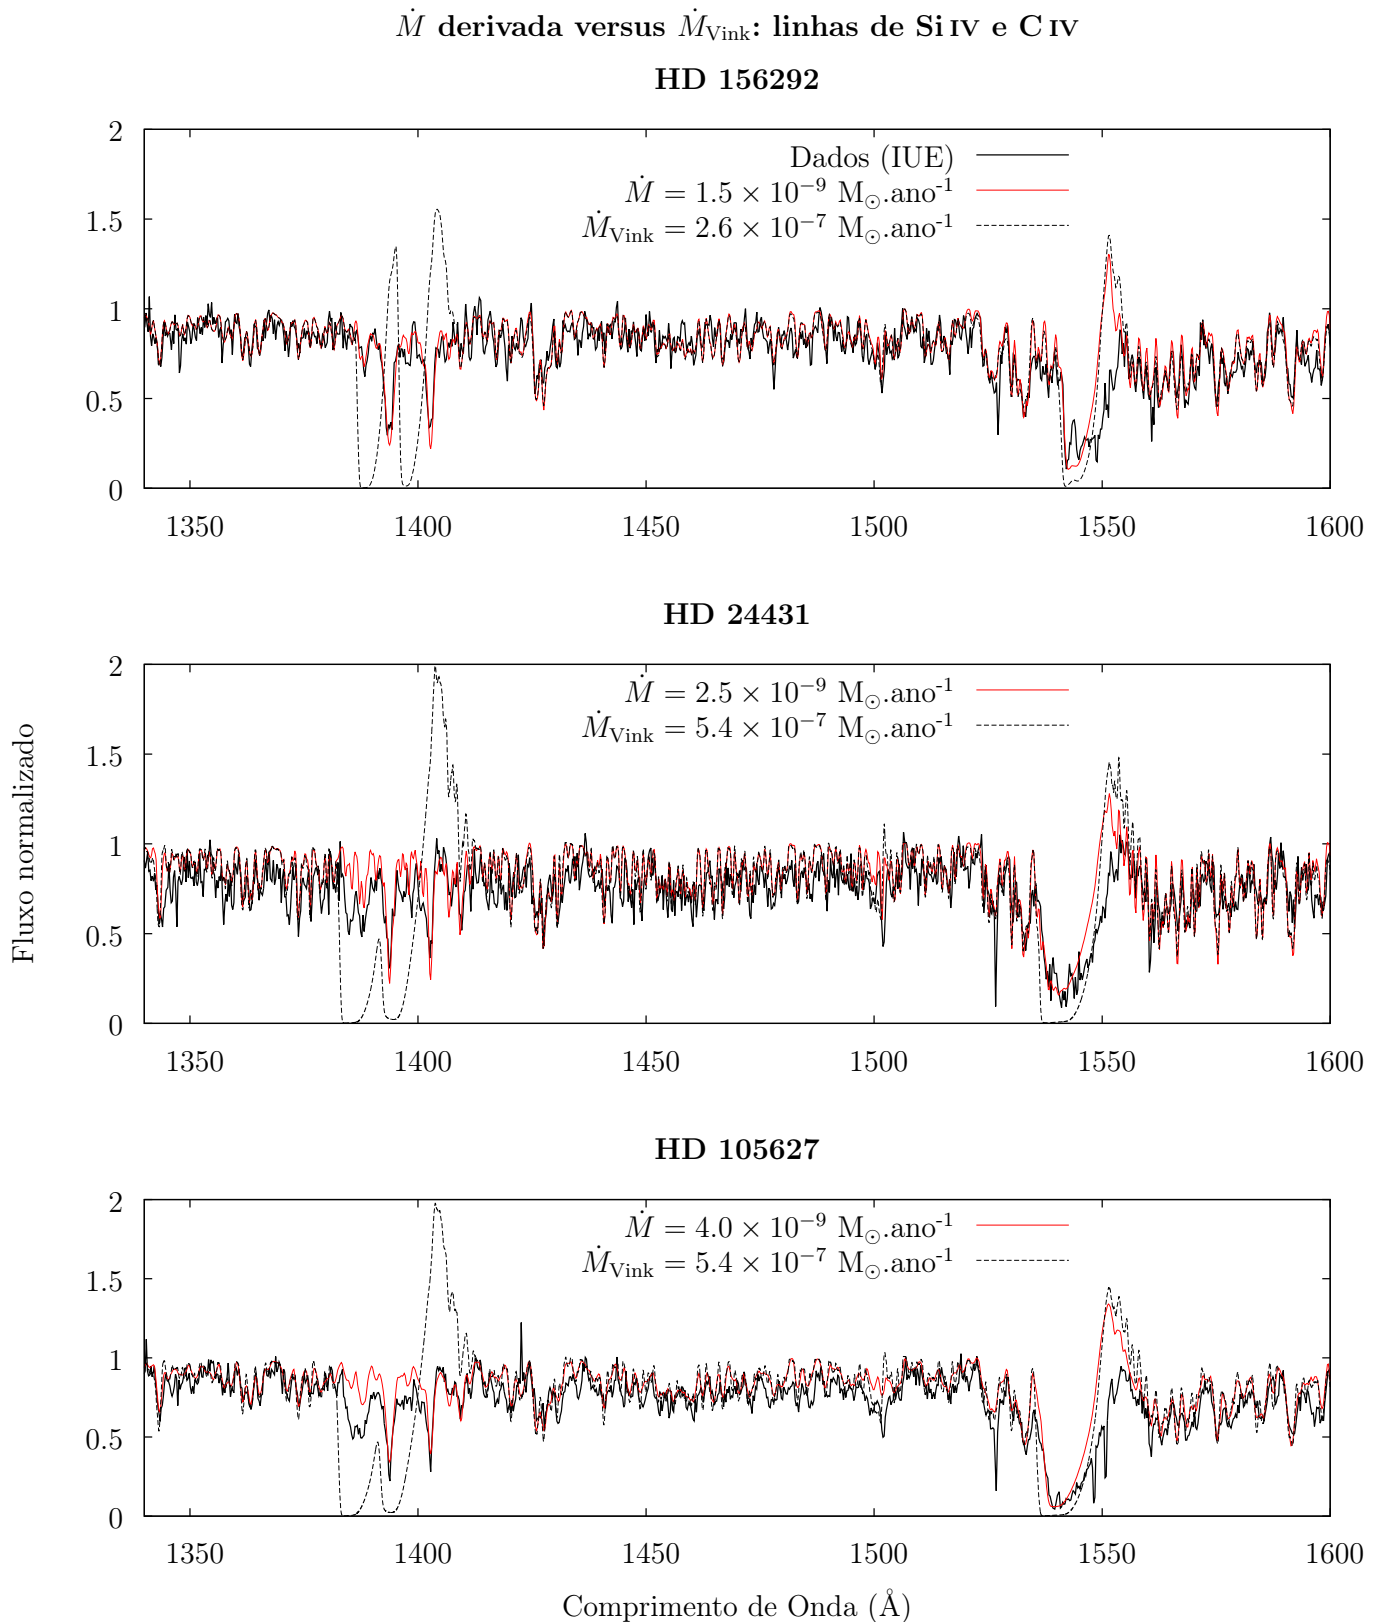 Ṁ derivada versus Ṁ_Vink: linhas de Si IV e C IV
HD 156292
2
1.5
1
0.5
0
Dados (IUE)
Ṁ = 1.5 × 10⁻⁹ M⊙.ano⁻¹
Ṁ_Vink = 2.6 × 10⁻⁷ M⊙.ano⁻¹
1350 1400 1450 1500 1550 1600
HD 24431
2
1.5
1
0.5
0
Ṁ = 2.5 × 10⁻⁹ M⊙.ano⁻¹
Ṁ_Vink = 5.4 × 10⁻⁷ M⊙.ano⁻¹
1350 1400 1450 1500 1550 1600
Fluxo normalizado
HD 105627
2
1.5
1
0.5
0
Ṁ = 4.0 × 10⁻⁹ M⊙.ano⁻¹
Ṁ_Vink = 5.4 × 10⁻⁷ M⊙.ano⁻¹
1350 1400 1450 1500 1550 1600
Comprimento de Onda (Å)